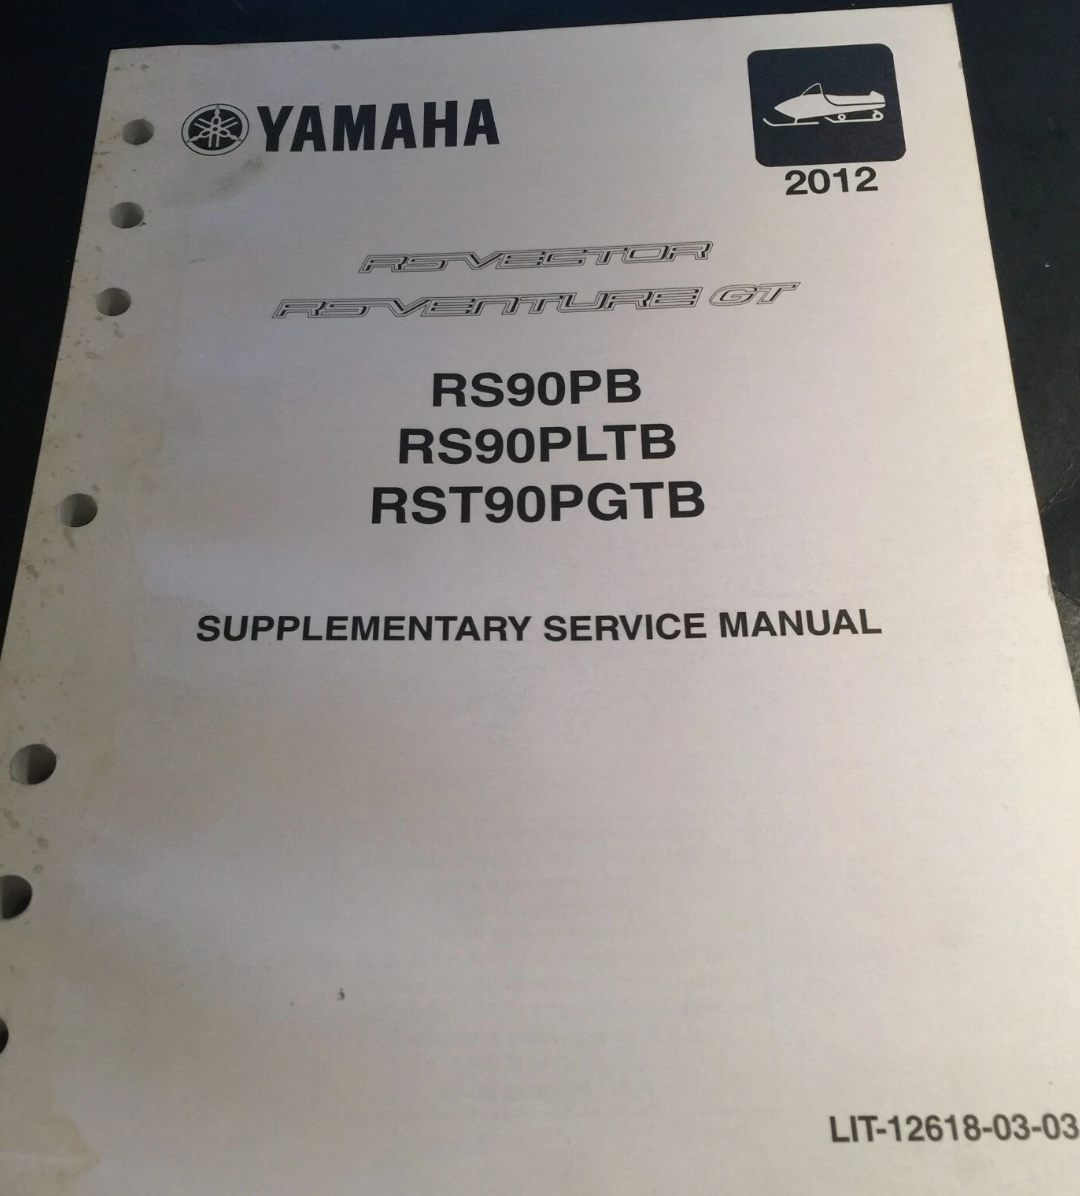 YAMAHA
2012
RS VECTOR
RS VENTURE GT
RS90PB
RS90PLTB
RST90PGTB
SUPPLEMENTARY SERVICE MANUAL
LIT-12618-03-03